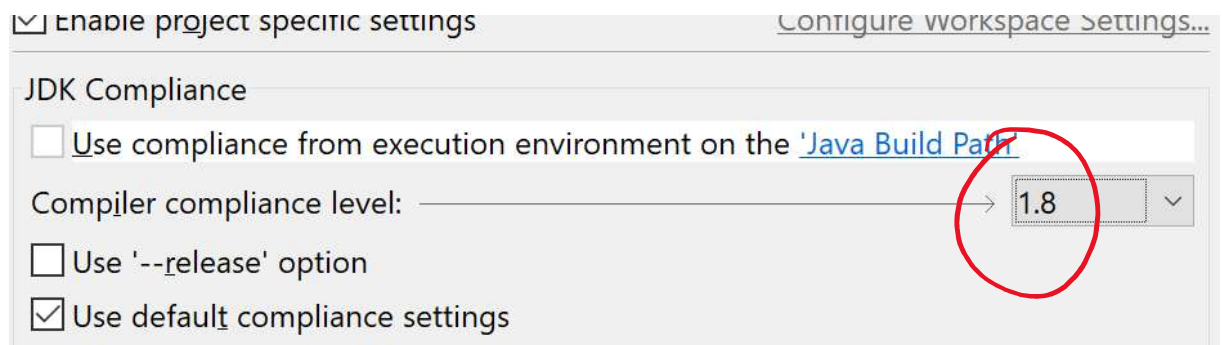 Enable project specific settings Configure Workspace Settings...
JDK Compliance
Use compliance from execution environment on the 'Java Build Path'
Compiler compliance level: 1.8
Use '--release' option
Use default compliance settings